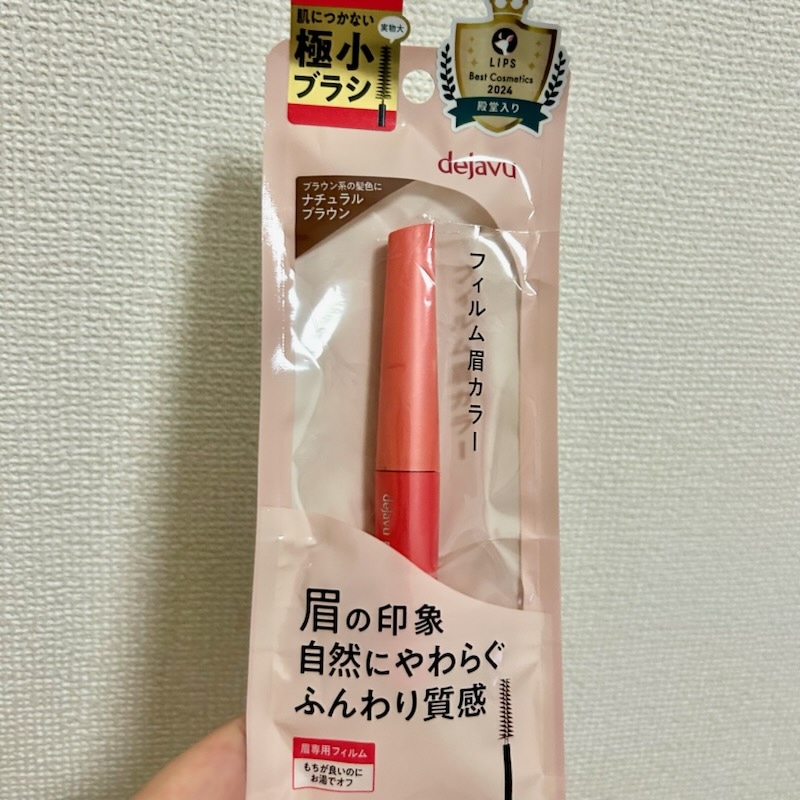 肌につかない
極小
ブラシ
実物大
LIPS
Best Cosmetics
2024
殿堂入り
dejavu
ブラウン系の髪色に
ナチュラル
ブラウン
フィルム眉カラー
dejavu
眉の印象
自然にやわらぐ
ふんわり質感
眉専用フィルム
もちが良いのに
お湯でオフ